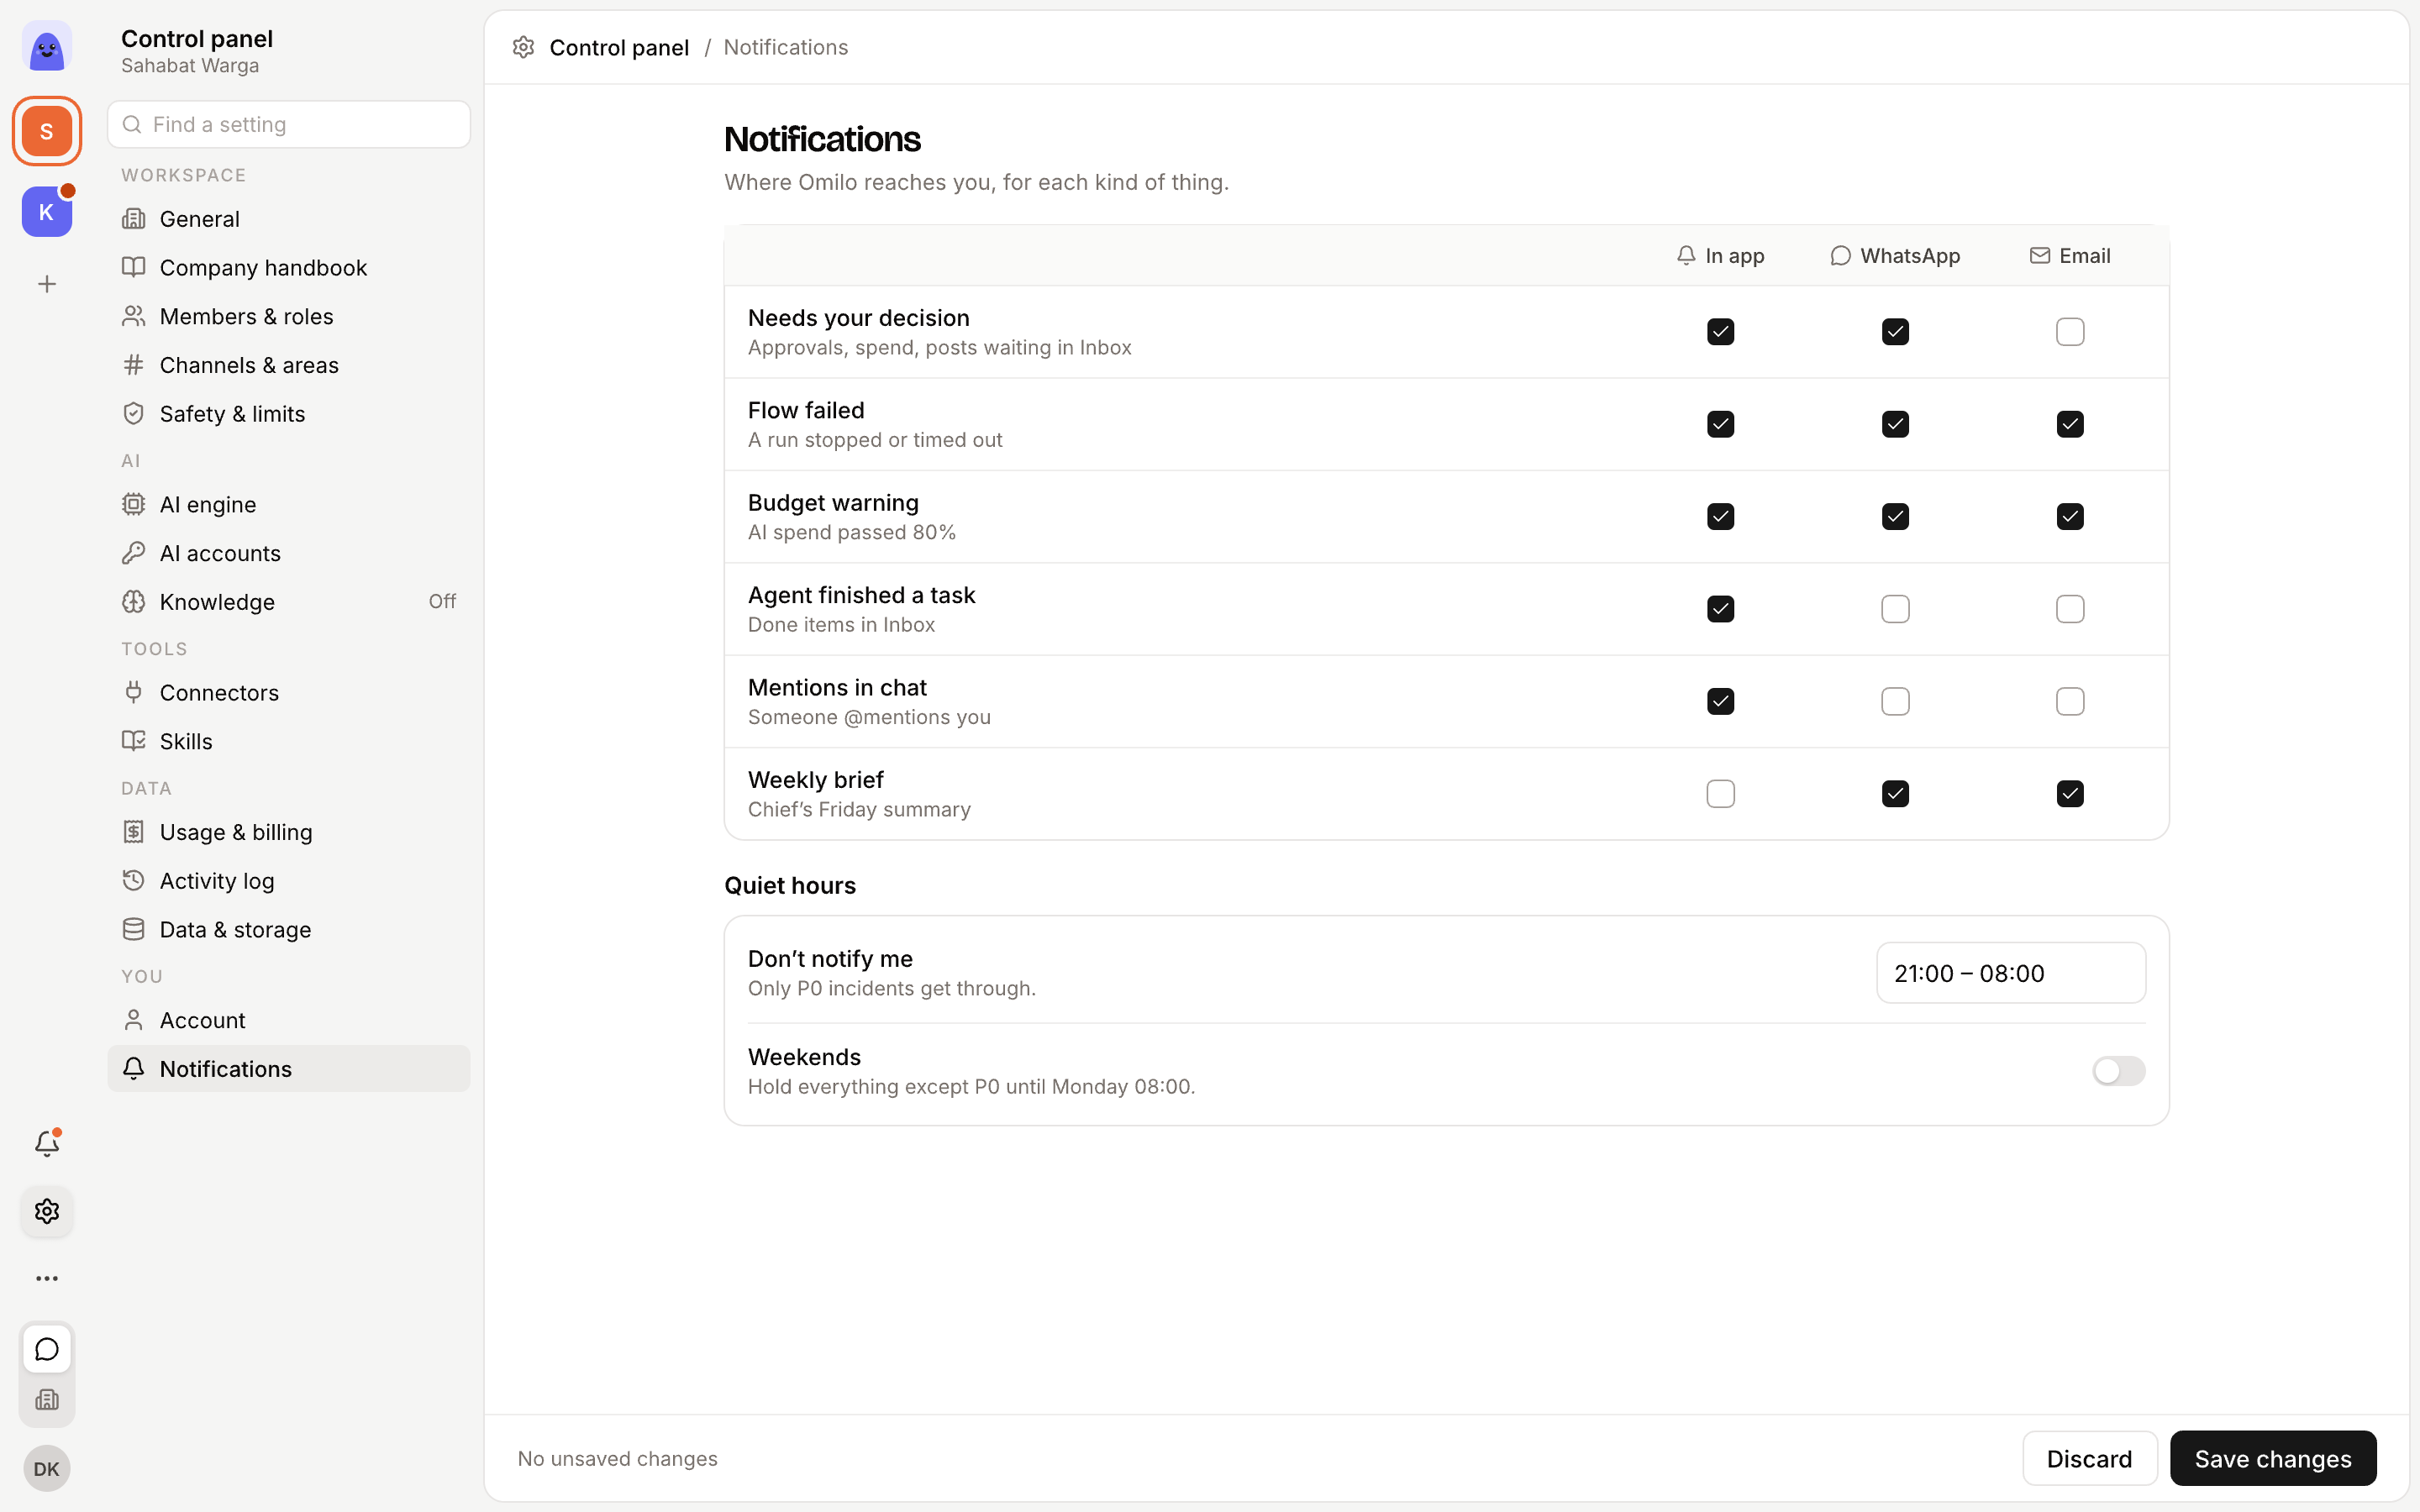 Control panel
Sahabat Warga
S
K
Find a setting
WORKSPACE
General
Company handbook
Members & roles
Channels & areas
Safety & limits
AI
AI engine
AI accounts
Knowledge Off
TOOLS
Connectors
Skills
DATA
Usage & billing
Activity log
Data & storage
YOU
Account
Notifications
DK
Control panel / Notifications
Notifications
Where Omilo reaches you, for each kind of thing.
In app WhatsApp Email
Needs your decision
Approvals, spend, posts waiting in Inbox
Flow failed
A run stopped or timed out
Budget warning
AI spend passed 80%
Agent finished a task
Done items in Inbox
Mentions in chat
Someone @mentions you
Weekly brief
Chief’s Friday summary
Quiet hours
Don’t notify me
Only P0 incidents get through.
21:00 – 08:00
Weekends
Hold everything except P0 until Monday 08:00.
No unsaved changes
Discard Save changes